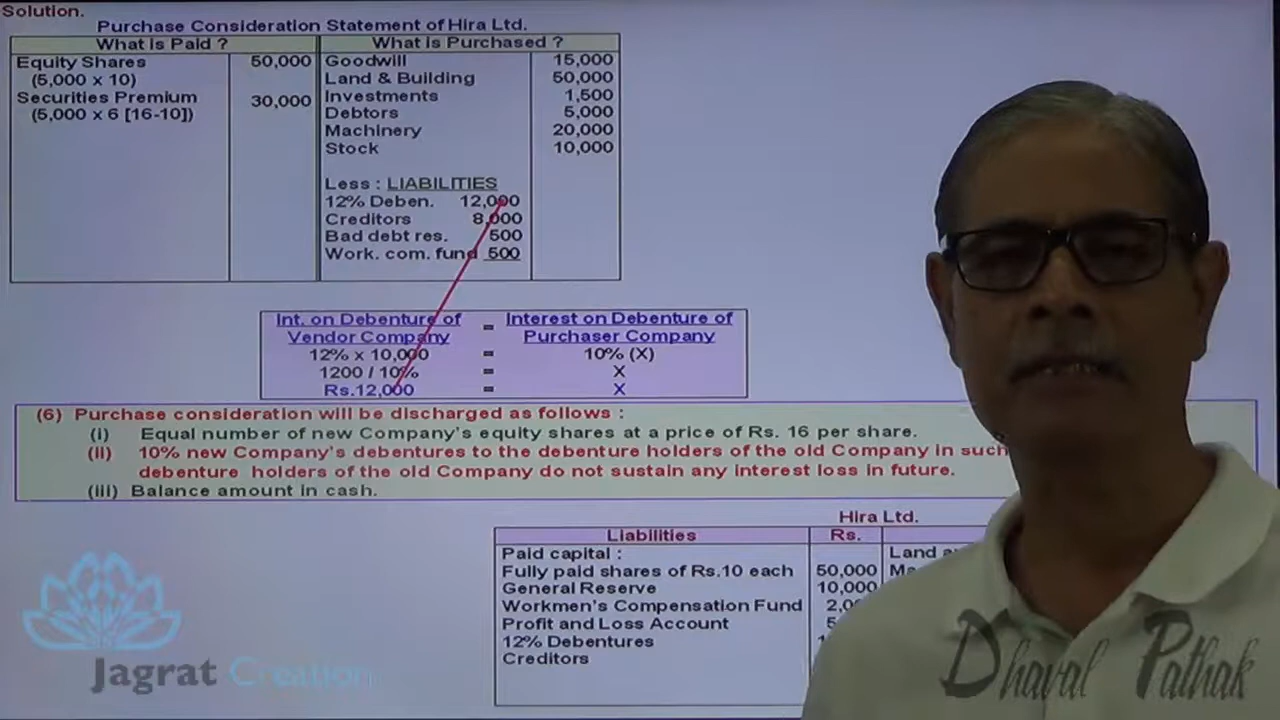 Solution.
Purchase Consideration Statement of Hira Ltd.
What is Paid ? What is Purchased ?
Equity Shares 50,000 Goodwill 15,000
(5,000 x 10) Land & Building 50,000
Securities Premium 30,000 Investments 1,500
(5,000 x 6 [16-10]) Debtors 5,000
Machinery 20,000
Stock 10,000
Less : LIABILITIES
12% Deben. 12,000
Creditors 8,000
Bad debt res. 500
Work. com. fund 500
Int. on Debenture of = Interest on Debenture of
Vendor Company Purchaser Company
12% x 10,000 = 10% (X)
1200 / 10% = X
Rs.12,000 = X
(6) Purchase consideration will be discharged as follows :
(i) Equal number of new Company's equity shares at a price of Rs. 16 per share.
(ii) 10% new Company's debentures to the debenture holders of the old Company in such
debenture holders of the old Company do not sustain any interest loss in future.
(iii) Balance amount in cash.
Hira Ltd.
Liabilities Rs.
Paid capital : Land
Fully paid shares of Rs.10 each 50,000
General Reserve 10,000
Workmen's Compensation Fund
Profit and Loss Account
12% Debentures
Creditors
Jagrat Creation
Dhaval Pathak